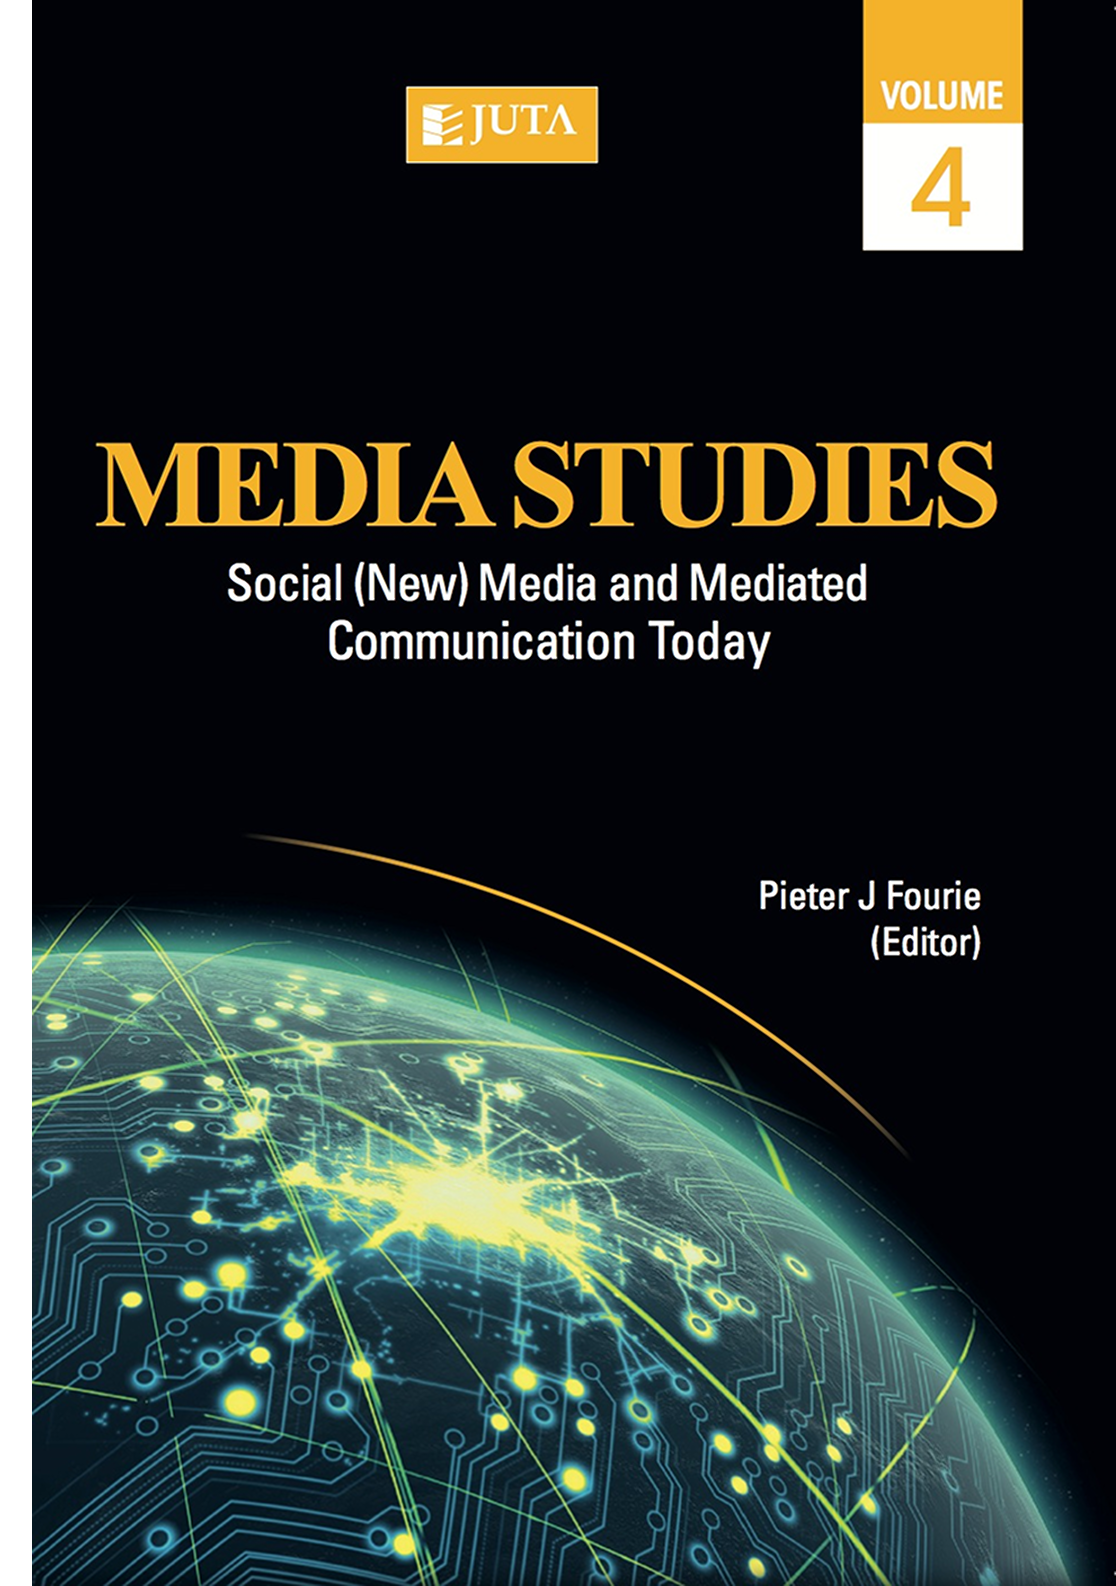 JUTA
VOLUME
4
MEDIA STUDIES
Social (New) Media and Mediated
Communication Today
Pieter J Fourie
(Editor)